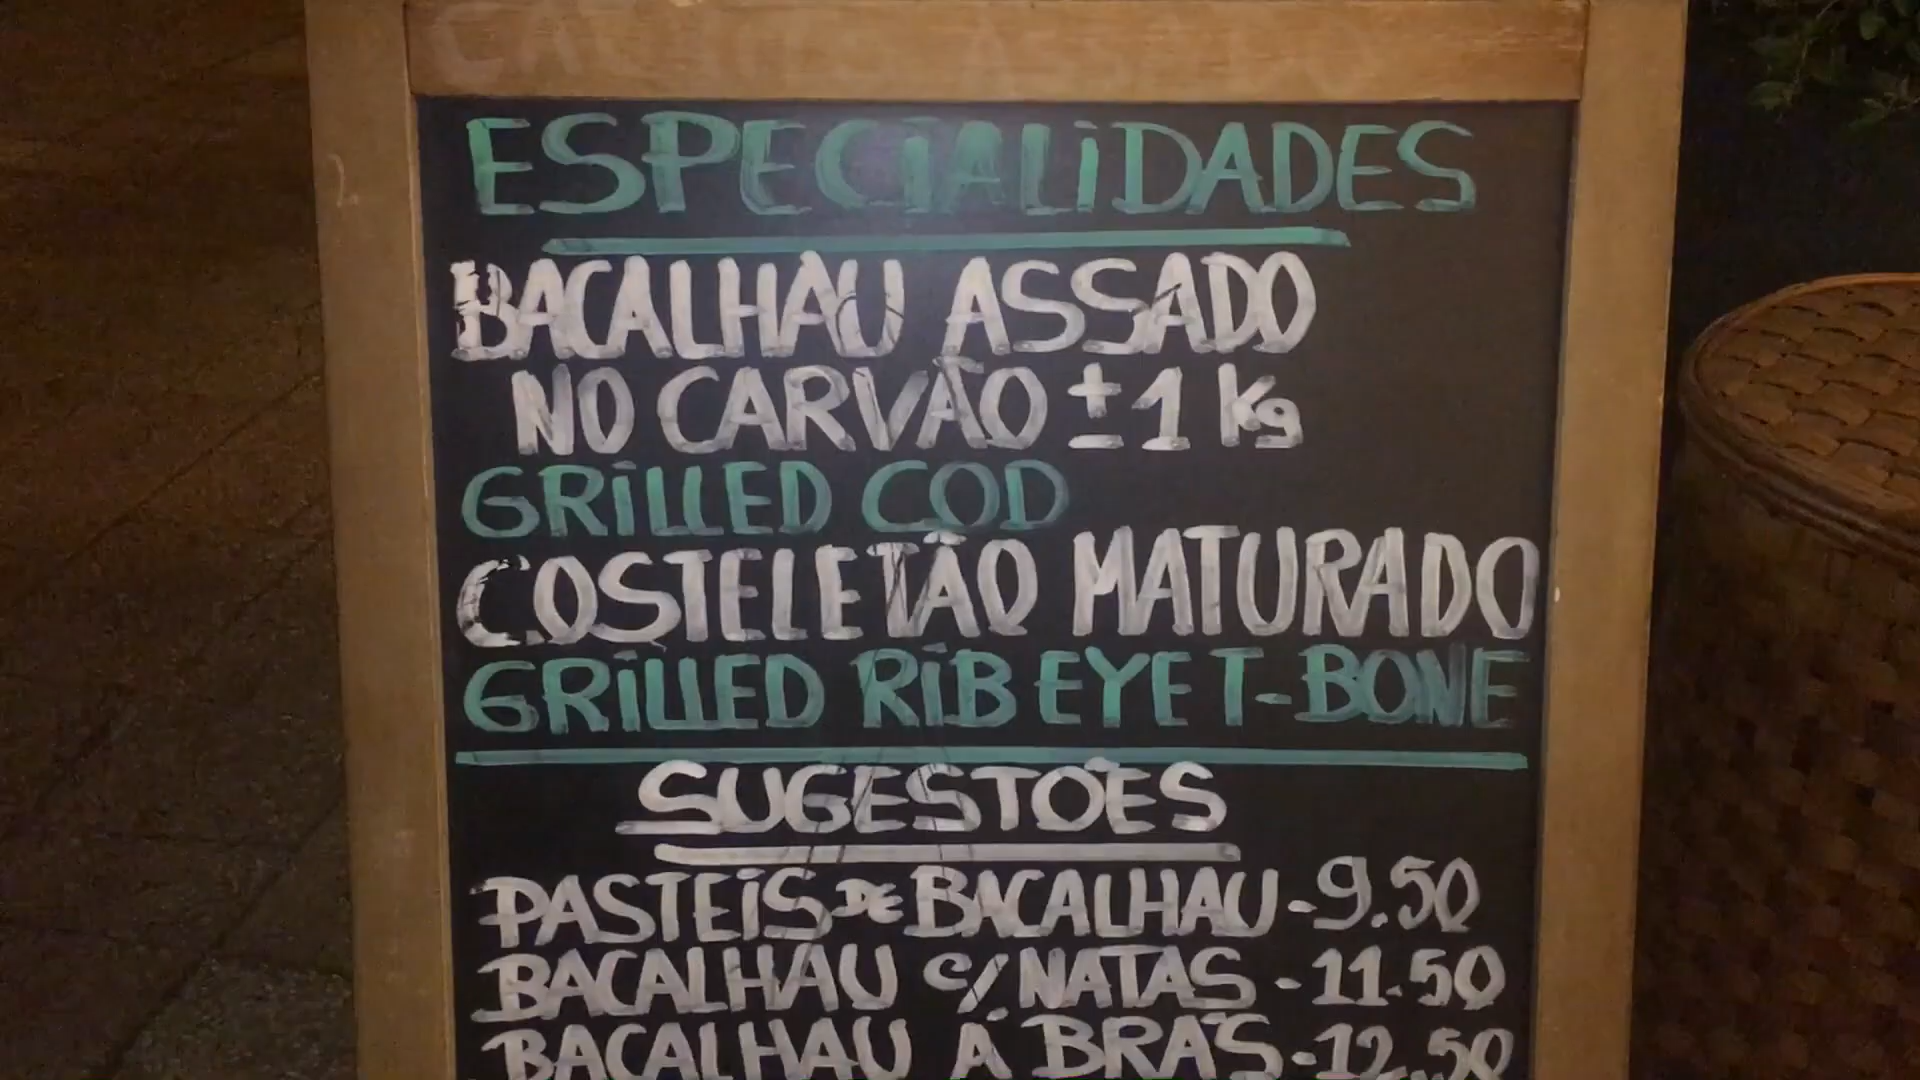 ESPECIALIDADES
BACALHAU ASSADO
NO CARVÃO ± 1 Kg
GRILLED COD
COSTELETÃO MATURADO
GRILLED RIB EYE T-BONE
SUGESTÕES
PASTEIS DE BACALHAU - 9.50
BACALHAU C/ NATAS - 11.50
BACALHAU Á BRÁS - 12.50